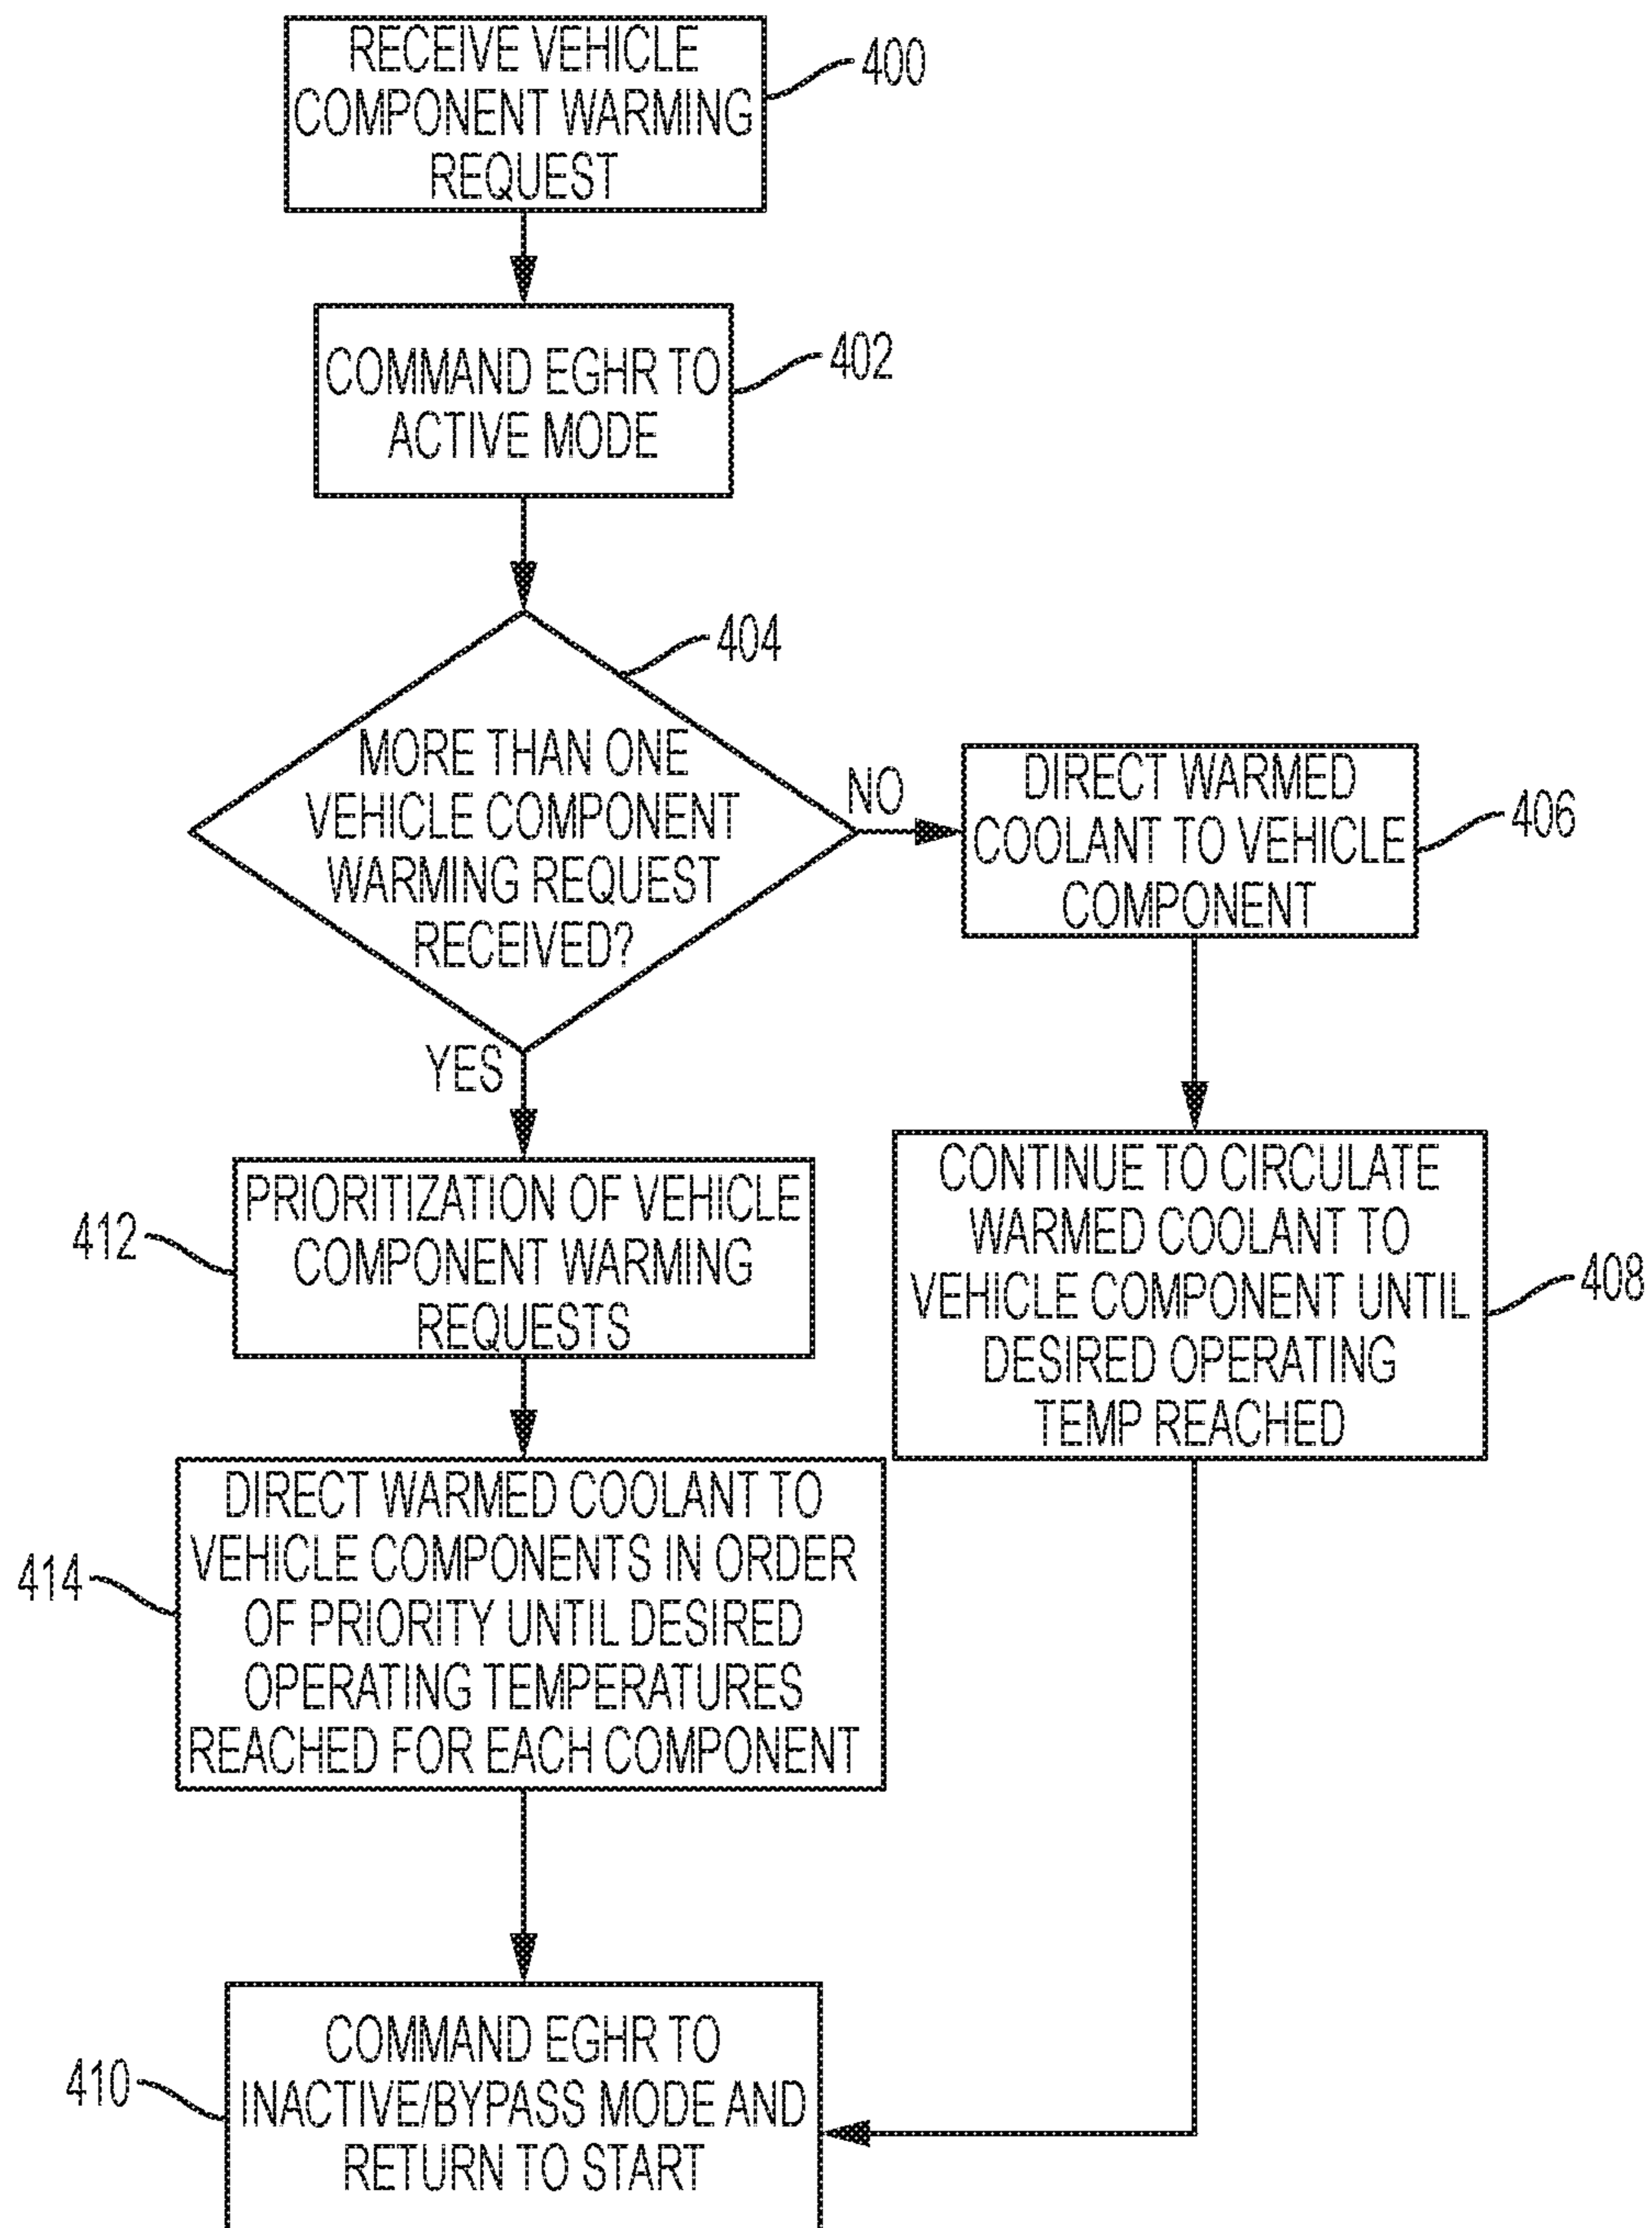 RECEIVE VEHICLE
COMPONENT WARMING
REQUEST
400
COMMAND EGHR TO
ACTIVE MODE
402
404
MORE THAN ONE
VEHICLE COMPONENT
WARMING REQUEST
RECEIVED?
NO
DIRECT WARMED
COOLANT TO VEHICLE
COMPONENT
406
YES
CONTINUE TO CIRCULATE
WARMED COOLANT TO
VEHICLE COMPONENT UNTIL
DESIRED OPERATING
TEMP REACHED
408
412
PRIORITIZATION OF VEHICLE
COMPONENT WARMING
REQUESTS
414
DIRECT WARMED COOLANT TO
VEHICLE COMPONENTS IN ORDER
OF PRIORITY UNTIL DESIRED
OPERATING TEMPERATURES
REACHED FOR EACH COMPONENT
410
COMMAND EGHR TO
INACTIVE/BYPASS MODE AND
RETURN TO START